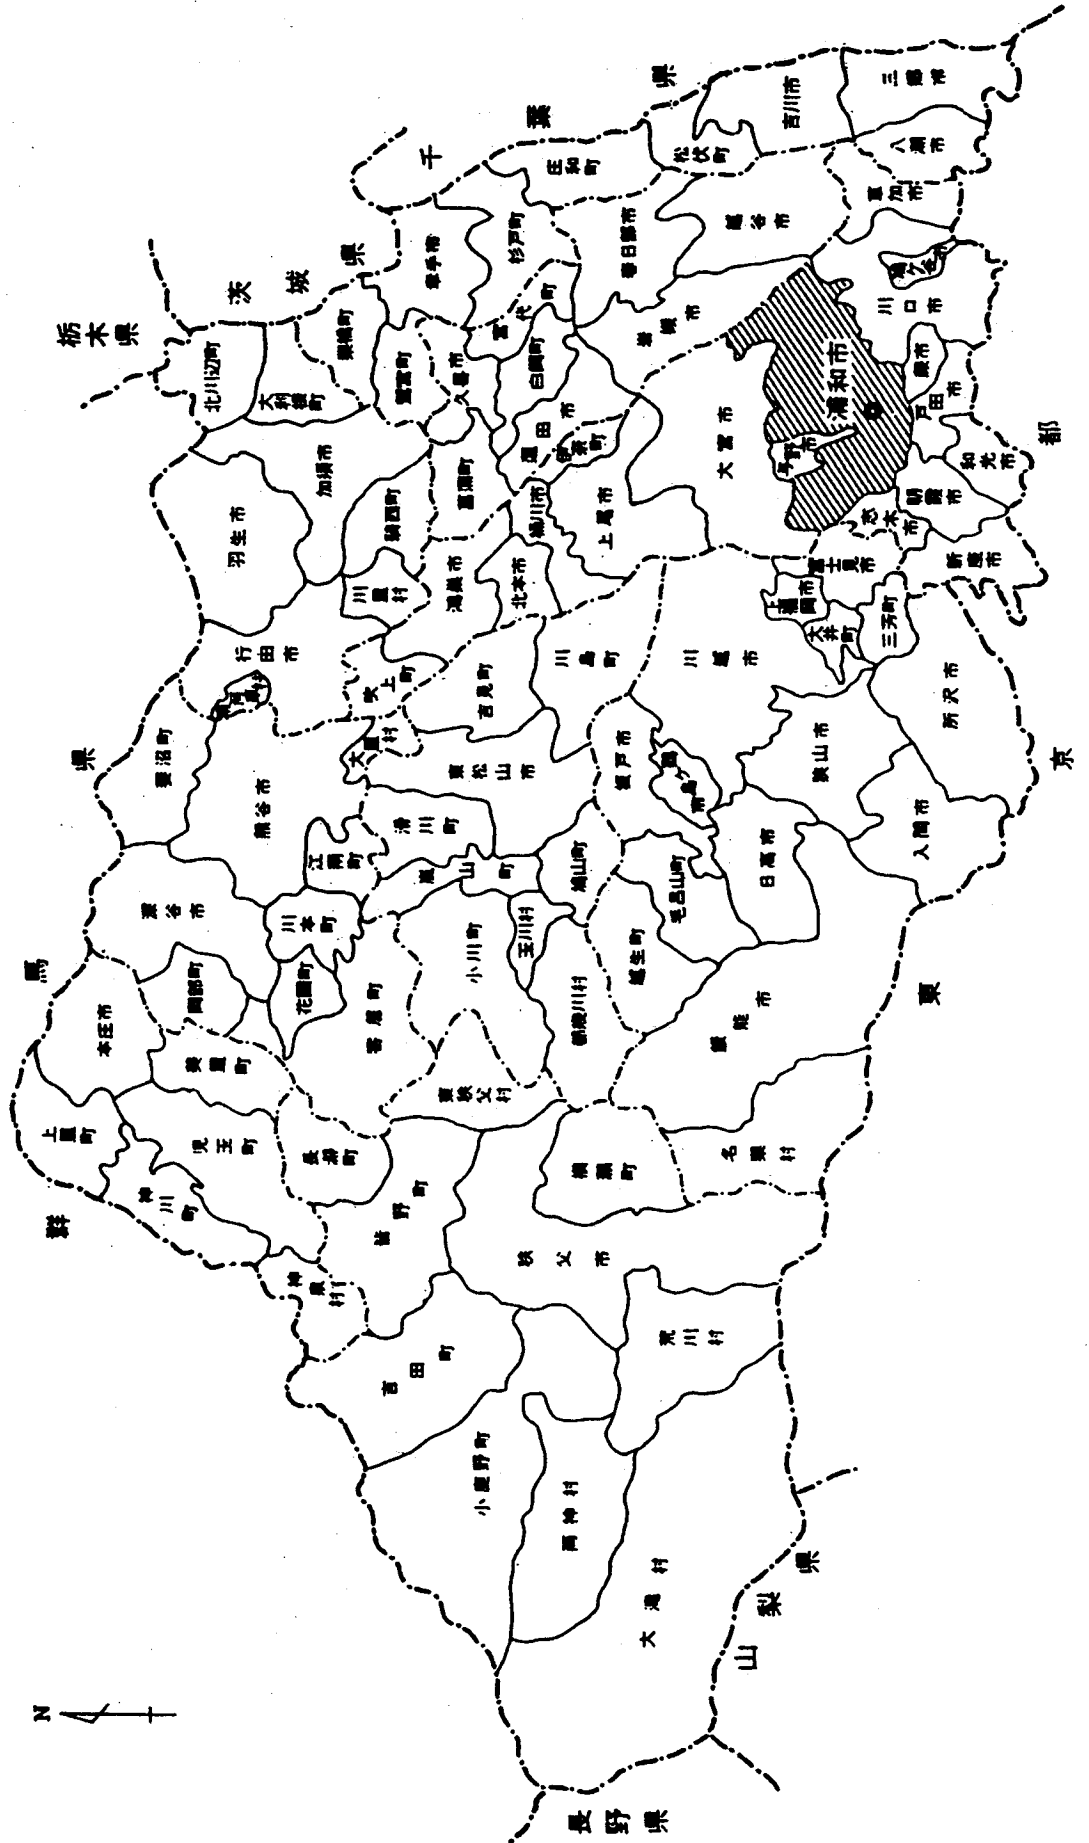 N
長野県
山梨県
群馬県
栃木県
茨城県
千葉県
東京都
大滝村
両神村
小鹿野町
吉田町
荒川村
秩父市
皆野町
神泉村
神川町
上里町
児玉町
長瀞町
横瀬町
名栗村
本庄市
美里町
岡部町
寄居町
東秩父村
花園町
川本町
深谷市
小川町
玉川村
都幾川村
飯能市
越生町
毛呂山町
鳩山町
嵐山町
滑川町
江南町
熊谷市
妻沼町
大里村
東松山市
坂戸市
鶴ヶ島市
日高市
狭山市
入間市
所沢市
行田市
南河原村
吹上町
吉見町
川島町
川越市
羽生市
加須市
川里村
騎西町
鴻巣市
北本市
桶川市
上尾市
伊奈町
北川辺町
大利根町
栗橋町
鷲宮町
久喜市
菖蒲町
白岡町
蓮田市
宮代町
幸手市
杉戸町
庄和町
春日部市
岩槻市
大宮市
与野市
浦和市
上福岡市
大井町
三芳町
富士見市
志木市
新座市
朝霞市
和光市
戸田市
蕨市
川口市
鳩ヶ谷市
草加市
越谷市
松伏町
吉川市
八潮市
三郷市